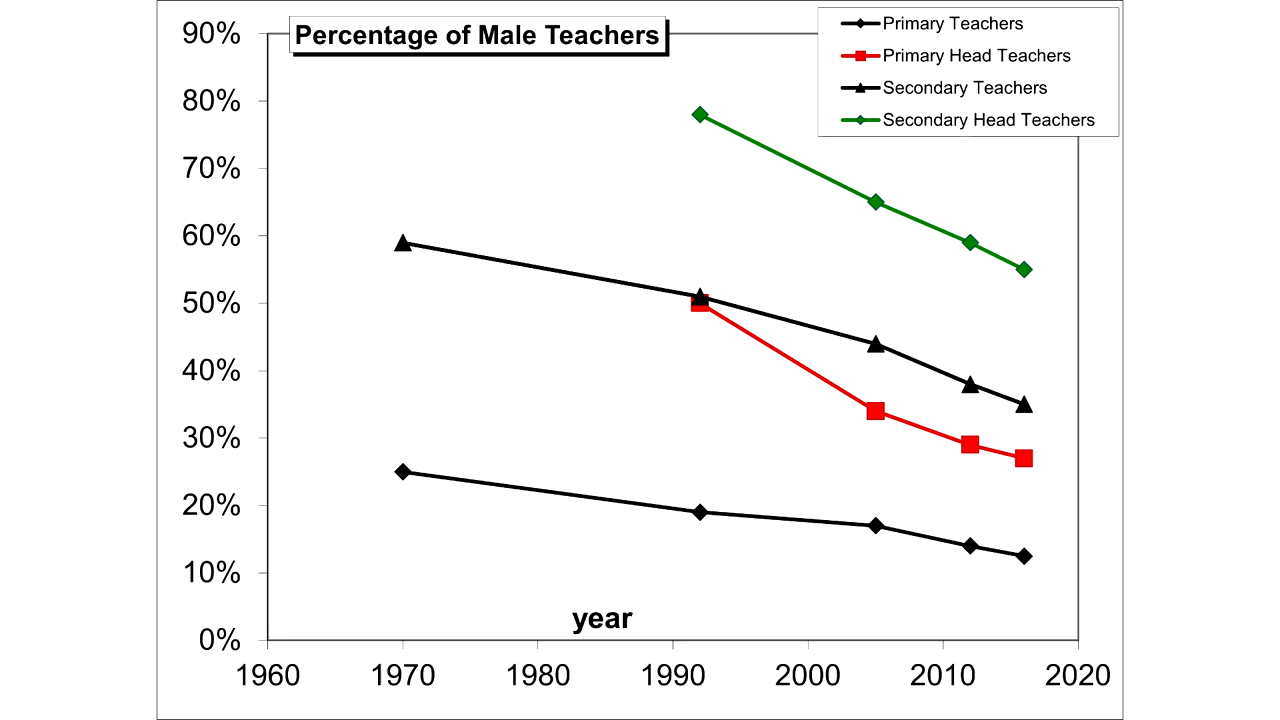 Percentage of Male Teachers
Primary Teachers
Primary Head Teachers
Secondary Teachers
Secondary Head Teachers
90%
80%
70%
60%
50%
40%
30%
20%
10%
0%
year
1960 1970 1980 1990 2000 2010 2020